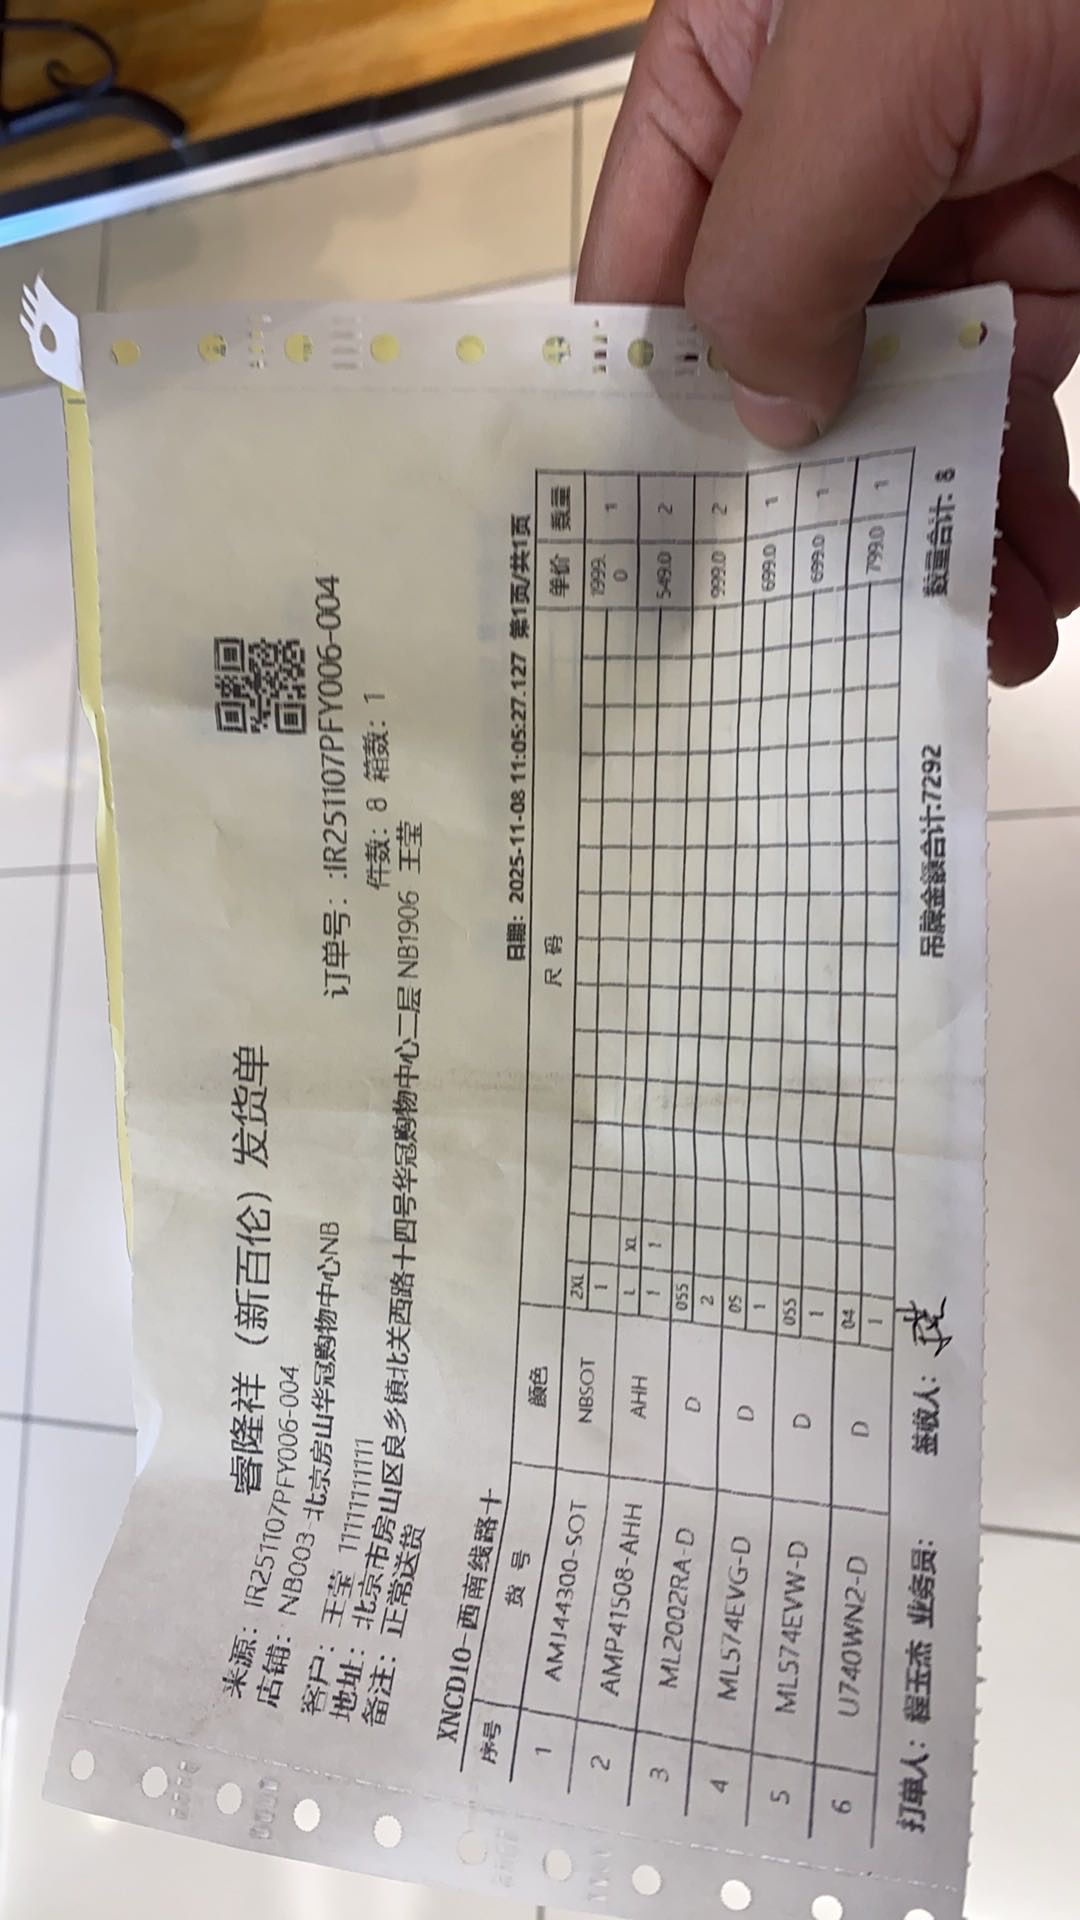 睿隆祥（新百伦）发货单
来源：IR251107PFY006-004
订单号：:IR251107PFY006-004
店铺：NB003-北京房山华冠购物中心NB
件数：8 箱数：1
客户：王莹 11111111111
地址：北京市房山区良乡镇北关西路十四号华冠购物中心二层 NB1906 王莹
备注：正常送货
XNCD10-西南线路十
日期：2025-11-08 11:05:27.127 第1页/共1页
序号 货号 颜色 尺码 单价 数量
1 AMJ44300-SOT NBSOT 2XL 1999.0 1
1
2 AMP41508-AHH AHH L XL 549.0 2
1 1
3 ML2002RA-D D 055 999.0 2
2
4 ML574EVG-D D 05 699.0 1
1
5 ML574EVW-D D 055 699.0 1
1
6 U740WN2-D D 04 799.0 1
1
打单人：程玉杰 业务员： 签收人： 吊牌金额合计:7292 数量合计：8